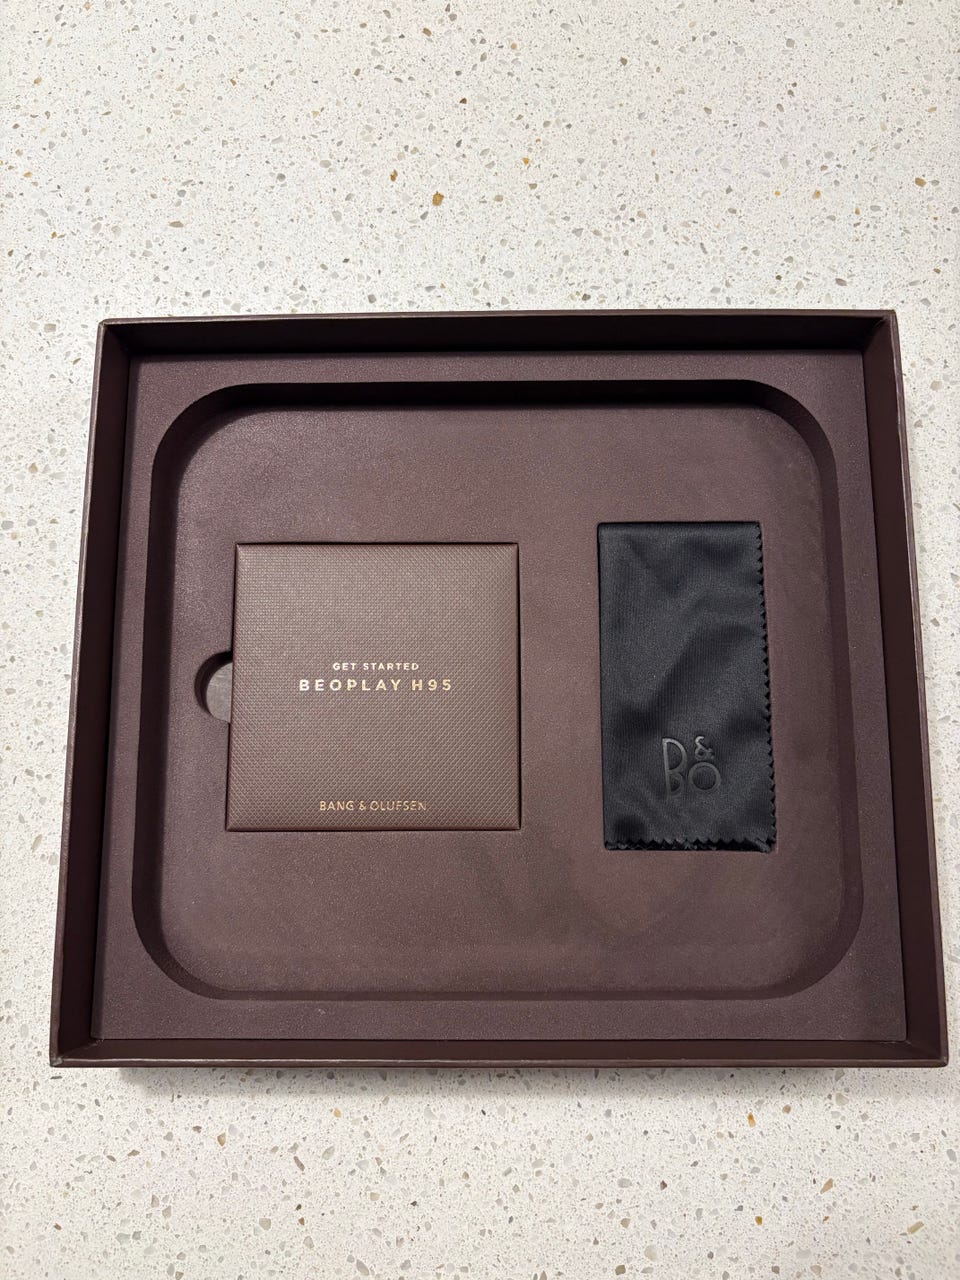 GET STARTED
BEOPLAY H95
BANG & OLUFSEN
B&O